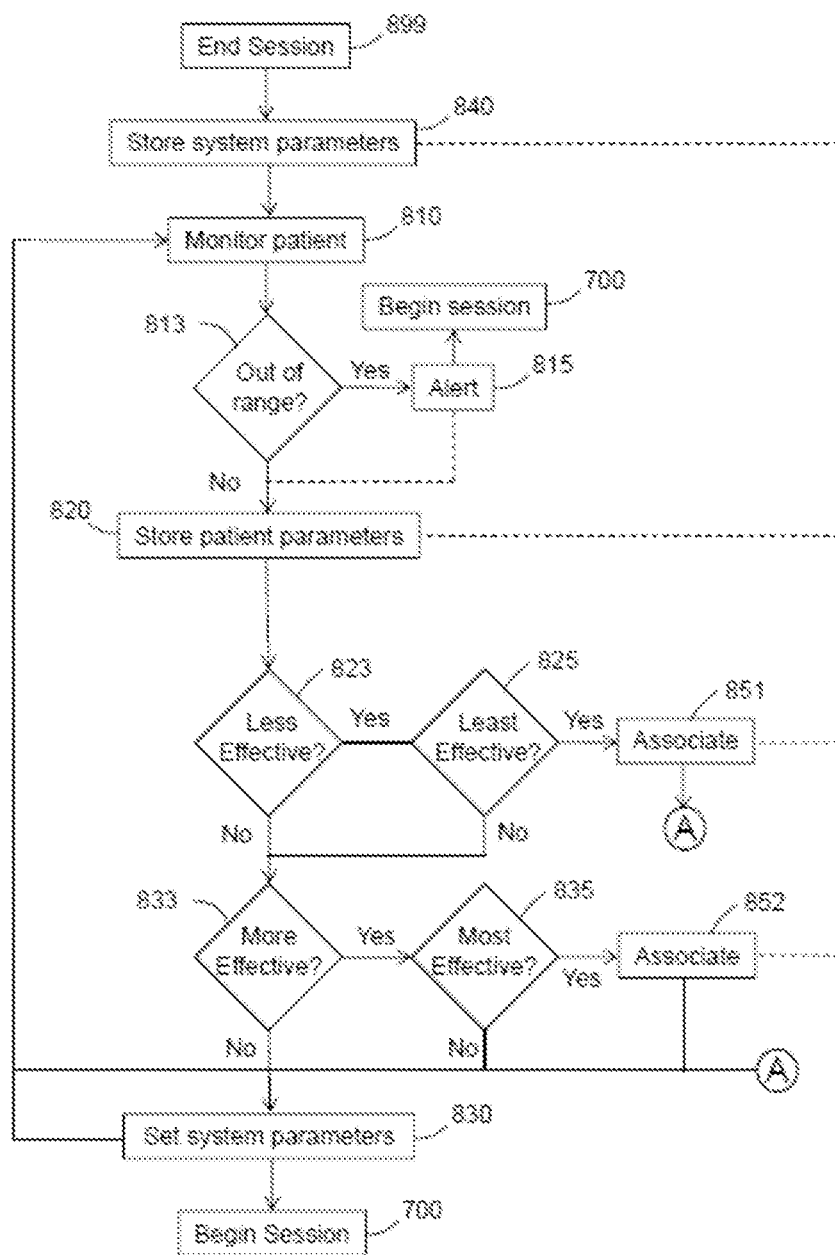 899
End Session
840
Store system parameters
810
Monitor patient
700
Begin session
813
Out of
range?
Yes
Alert
815
No
820
Store patient parameters
823
825
851
Less
Effective?
Yes
Least
Effective?
Yes
Associate
A
No
No
833
835
852
More
Effective?
Yes
Most
Effective?
Yes
Associate
No
No
A
Set system parameters
830
Begin Session
700